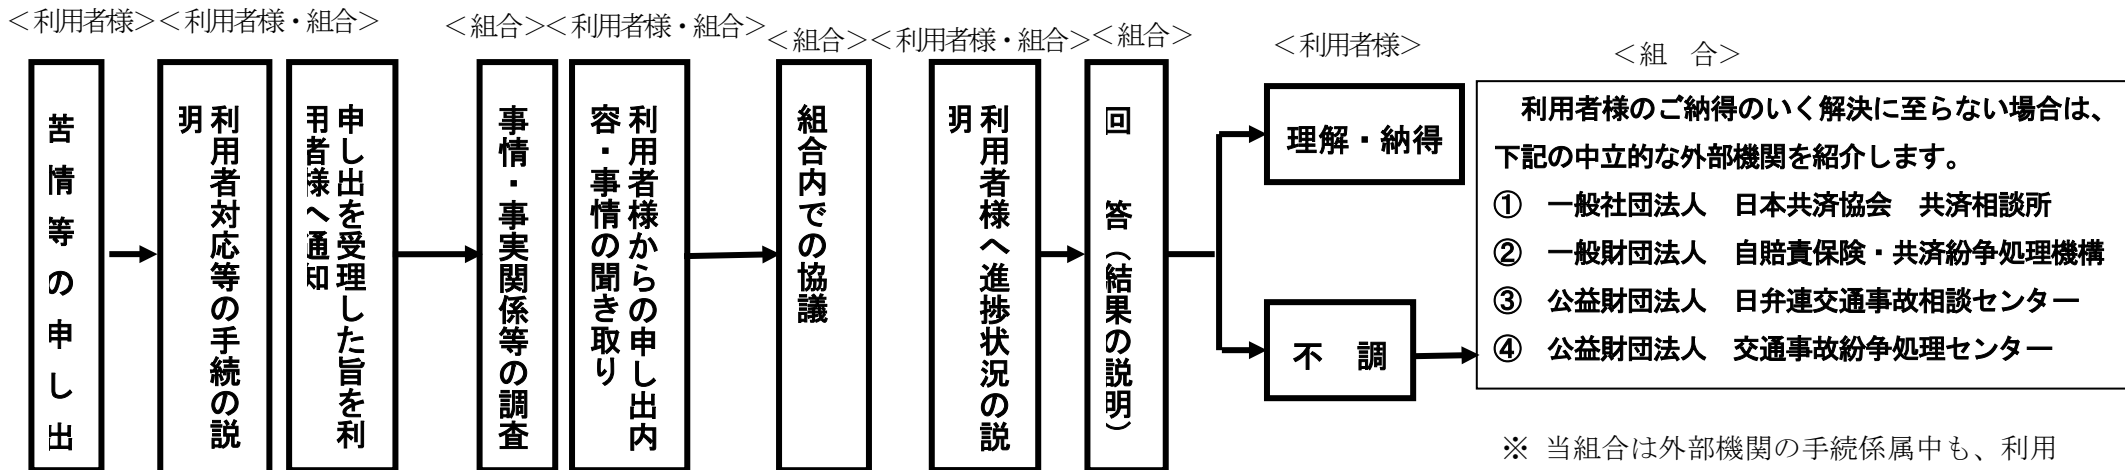 ＜利用者様＞
＜利用者様・組合＞
＜組合＞
＜利用者様・組合＞
＜組合＞
＜利用者様・組合＞
＜組合＞
＜利用者様＞
＜組　合＞
苦情等の申し出
利用者対応等の手続の説
明
申し出を受理した旨を利
用者様へ通知
事情・事実関係等の調査
利用者様からの申し出内
容・事情の聞き取り
組合内での協議
利用者様へ進捗状況の説
明
回　答（結果の説明）
理解・納得
不　調
利用者様のご納得のいく解決に至らない場合は、
下記の中立的な外部機関を紹介します。
①　一般社団法人　日本共済協会　共済相談所
②　一般財団法人　自賠責保険・共済紛争処理機構
③　公益財団法人　日弁連交通事故相談センター
④　公益財団法人　交通事故紛争処理センター
※ 当組合は外部機関の手続係属中も、利用